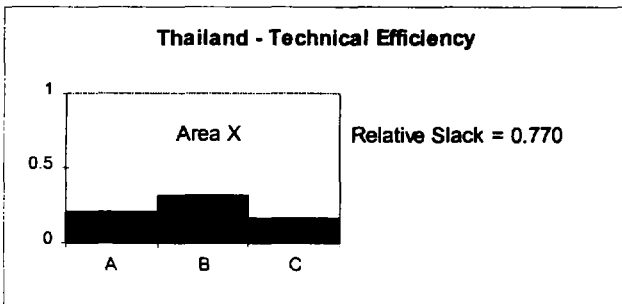 Thailand - Technical Efficiency
1
Area X
Relative Slack = 0.770
0.5
0
A B C